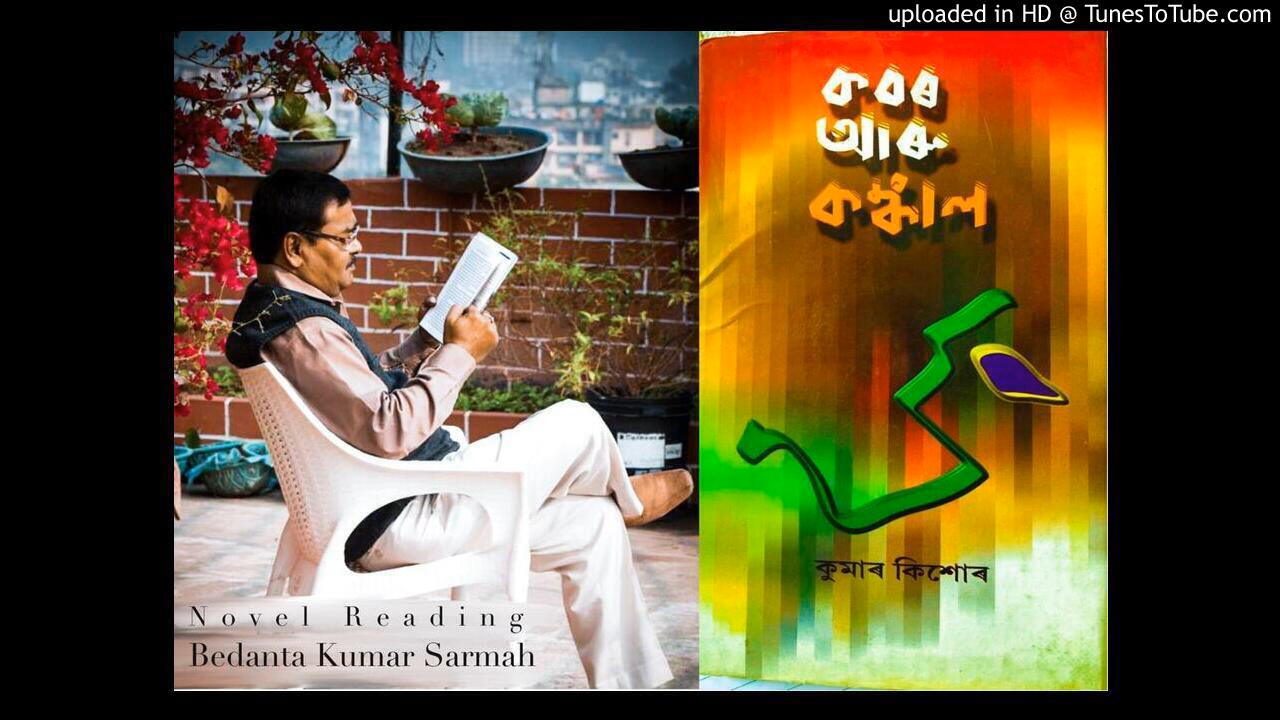 uploaded in HD @ TunesToTube.com
কবৰ
আৰু
কঙ্কাল
কুমাৰ কিশোৰ
Novel Reading
Bedanta Kumar Sarmah